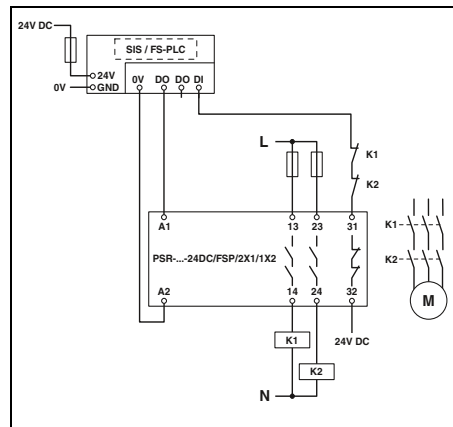 24V DC
SIS / FS-PLC
24V
0V
GND
0V DO DO DI
K1
L
K2
A1 13 23 31
K1
PSR-...-24DC/FSP/2X1/1X2
K2
A2 14 24 32
M
K1
24V DC
K2
N